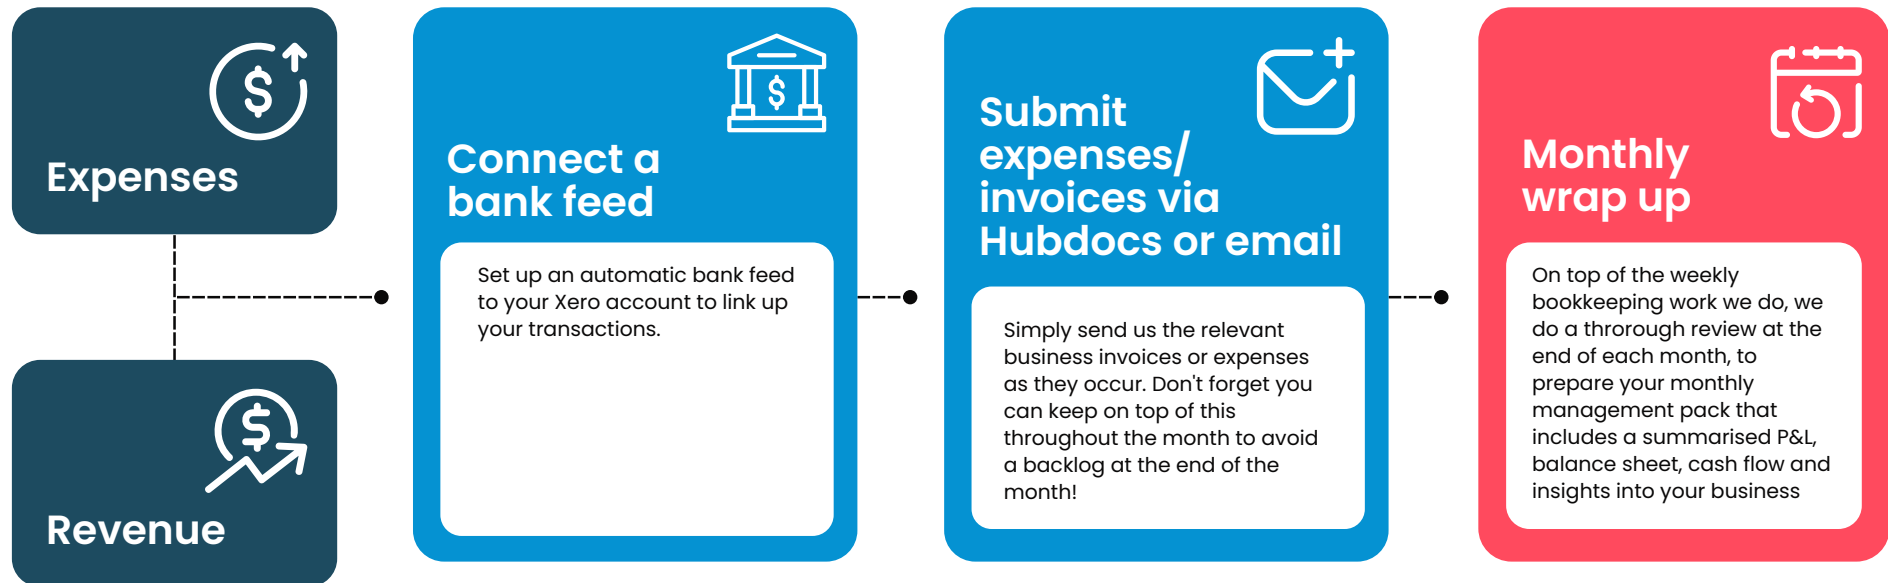 Expenses
Revenue
Connect a
bank feed
Set up an automatic bank feed
to your Xero account to link up
your transactions.
Submit
expenses/
invoices via
Hubdocs or email
Simply send us the relevant
business invoices or expenses
as they occur. Don't forget you
can keep on top of this
throughout the month to avoid
a backlog at the end of the
month!
Monthly
wrap up
On top of the weekly
bookkeeping work we do, we
do a throrough review at the
end of each month, to
prepare your monthly
management pack that
includes a summarised P&L,
balance sheet, cash flow and
insights into your business